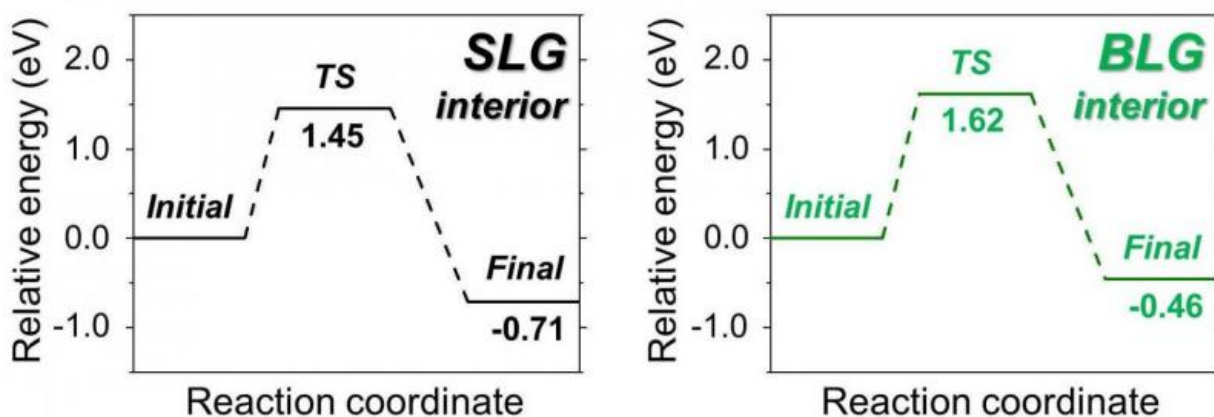 Relative energy (eV)
2.0
1.0
0.0
-1.0
SLG
interior
TS
1.45
Initial
Final
-0.71
Reaction coordinate
Relative energy (eV)
2.0
1.0
0.0
-1.0
BLG
interior
TS
1.62
Initial
Final
-0.46
Reaction coordinate